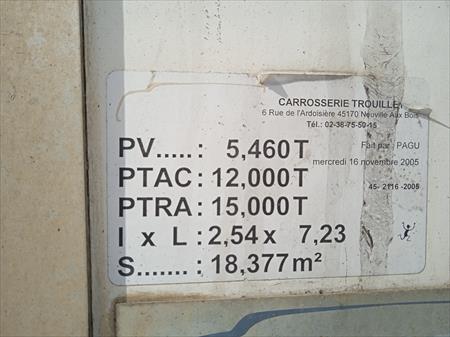 CARROSSERIE TROUILLET
6 Rue de l'Ardoisière 45170 Neuville Aux Bois
Tél.: 02-38-75-50-15
Fait par : PAGU
mercredi 16 novembre 2005
45- 2116 -2005
PV.....: 5,460T
PTAC: 12,000T
PTRA: 15,000T
l x L: 2,54 x 7,23
S.......: 18,377m²